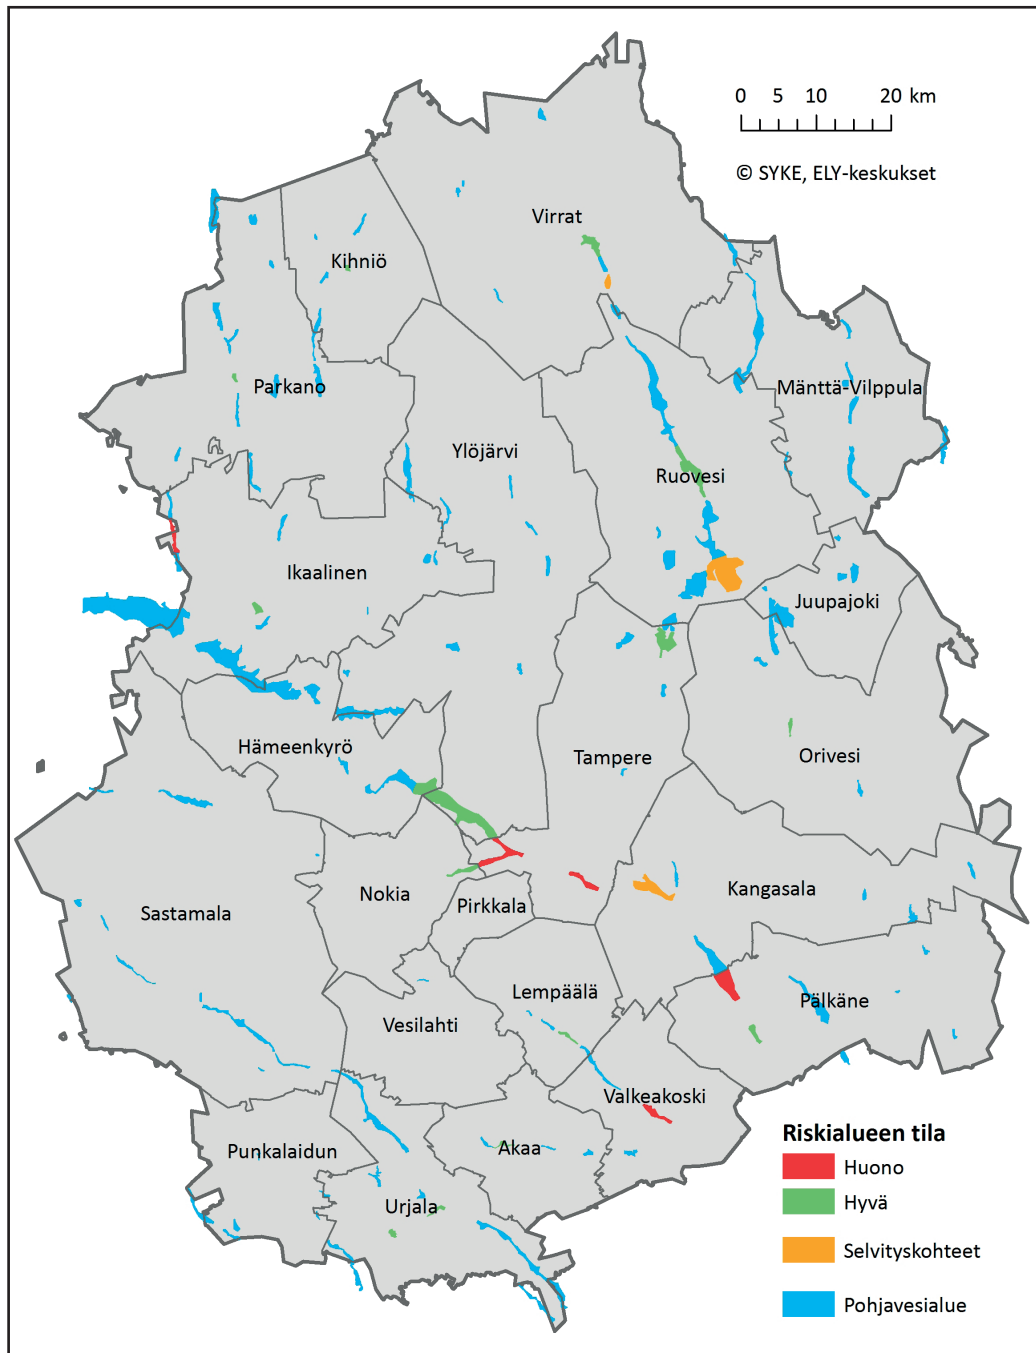 0 5 10 20 km
© SYKE, ELY-keskukset
Virrat
Kihniö
Parkano
Mänttä-Vilppula
Ylöjärvi
Ruovesi
Ikaalinen
Juupajoki
Hämeenkyrö
Tampere
Orivesi
Nokia
Kangasala
Pirkkala
Sastamala
Lempäälä
Pälkäne
Vesilahti
Valkeakoski
Punkalaidun
Akaa
Urjala
Riskialueen tila
Huono
Hyvä
Selvityskohteet
Pohjavesialue